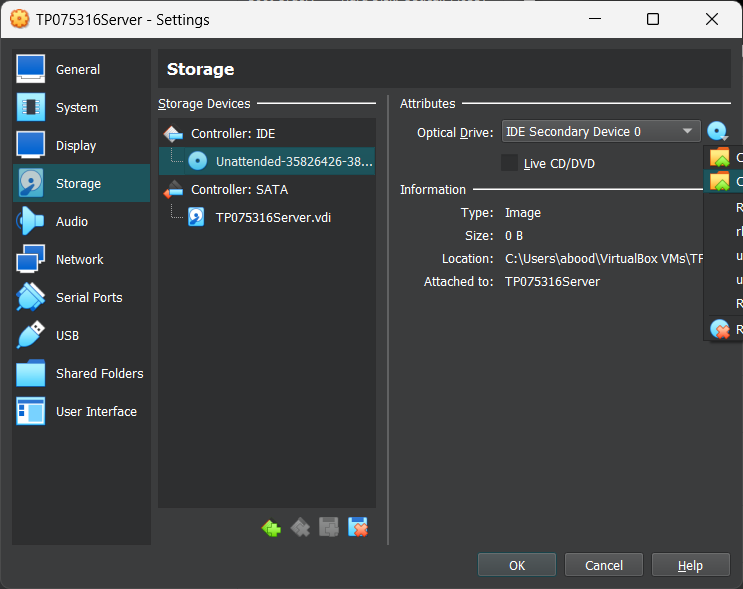 TP075316Server - Settings
General
System
Display
Storage
Audio
Network
Serial Ports
USB
Shared Folders
User Interface
Storage
Storage Devices
Controller: IDE
Unattended-35826426-38...
Controller: SATA
TP075316Server.vdi
Attributes
Optical Drive: IDE Secondary Device 0
Live CD/DVD
Information
Type: Image
Size: 0 B
Location: C:\Users\abood\VirtualBox VMs\TP
Attached to: TP075316Server
C
C
R
rl
u
u
R
R
OK
Cancel
Help